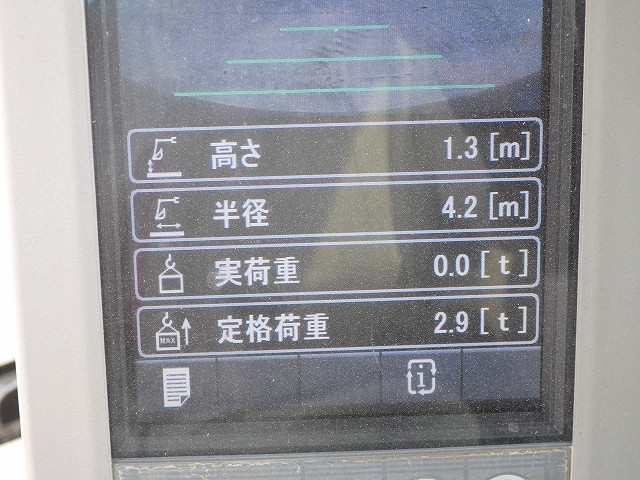 高さ 1.3 [m]
半径 4.2 [m]
実荷重 0.0 [t]
MAX 定格荷重 2.9 [t]
i